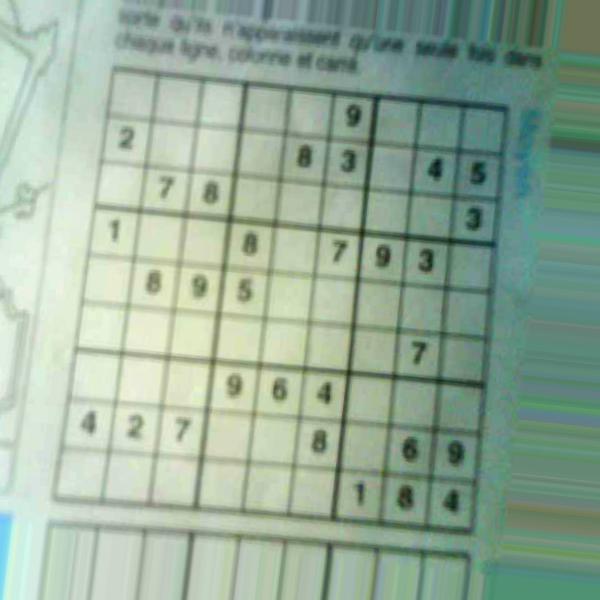 sorte qu'ils n'apparaissent qu'une seule fois dans
chaque ligne, colonne et carré.
9
2 8 3 4 5
7 8 3
1 8 7 9 3
8 9 5
7
9 6 4
4 2 7 8 6 9
1 8 4